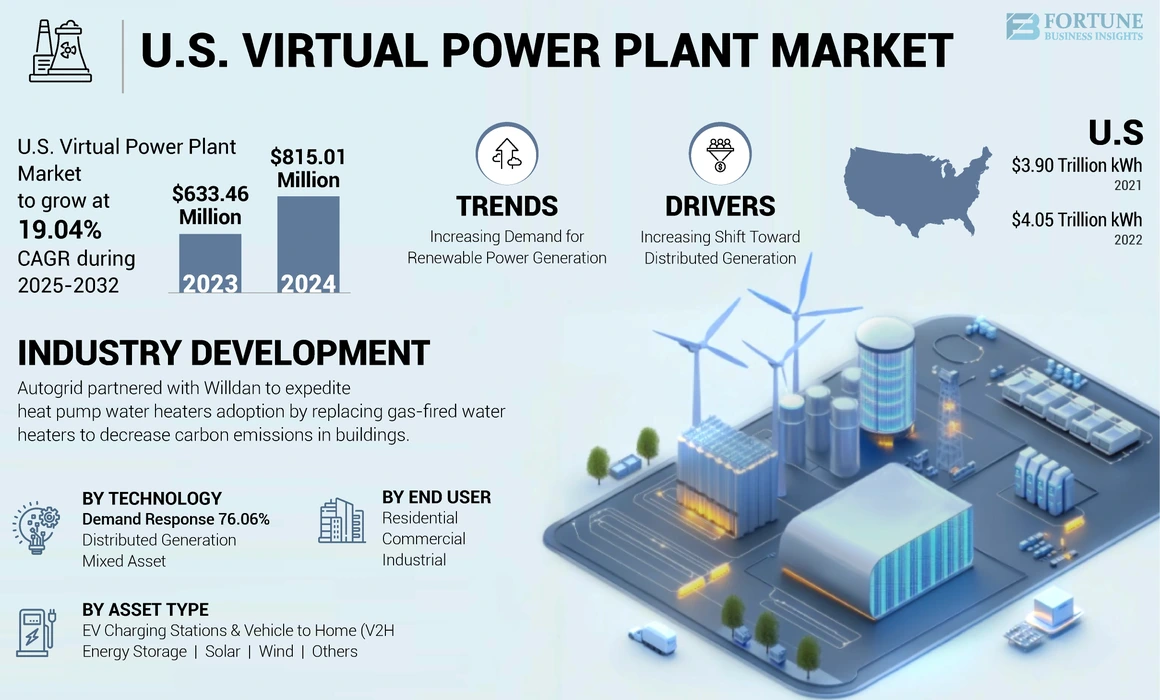 FORTUNE
BUSINESS INSIGHTS
U.S. VIRTUAL POWER PLANT MARKET
U.S. Virtual Power Plant
Market
to grow at
19.04%
CAGR during
2025-2032
$633.46
Million
2023
$815.01
Million
2024
TRENDS
Increasing Demand for
Renewable Power Generation
DRIVERS
Increasing Shift Toward
Distributed Generation
U.S
$3.90 Trillion kWh
2021
$4.05 Trillion kWh
2022
INDUSTRY DEVELOPMENT
Autogrid partnered with Willdan to expedite
heat pump water heaters adoption by replacing gas-fired water
heaters to decrease carbon emissions in buildings.
BY TECHNOLOGY
Demand Response 76.06%
Distributed Generation
Mixed Asset
BY END USER
Residential
Commercial
Industrial
BY ASSET TYPE
EV Charging Stations & Vehicle to Home (V2H
Energy Storage | Solar | Wind | Others